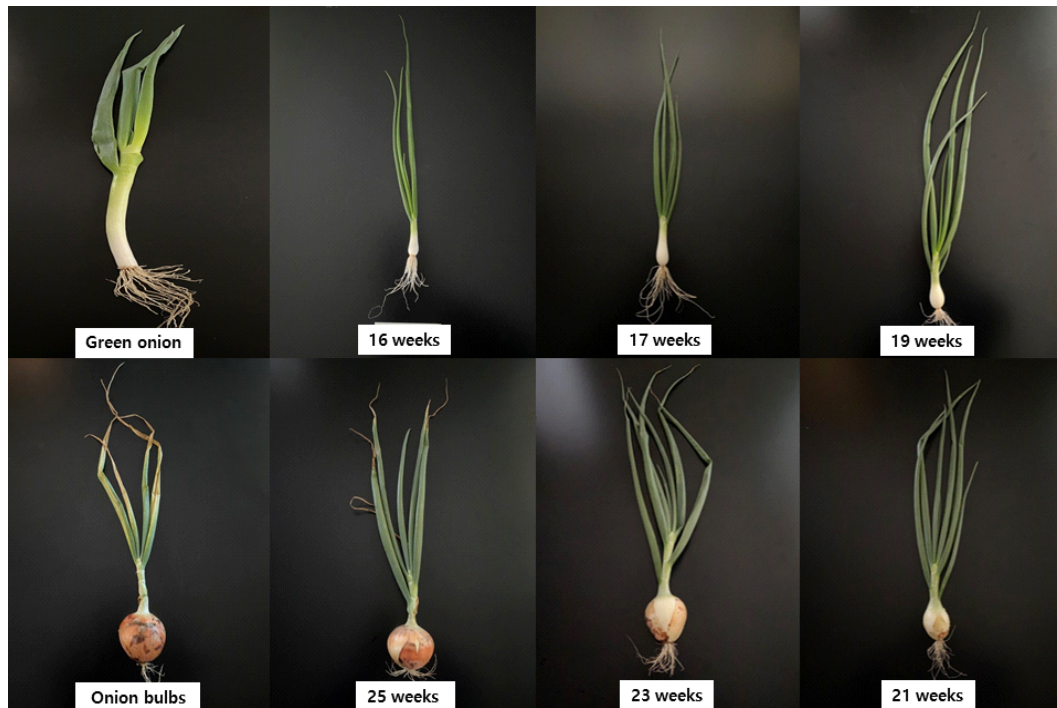 Green onion
16 weeks
17 weeks
19 weeks
Onion bulbs
25 weeks
23 weeks
21 weeks